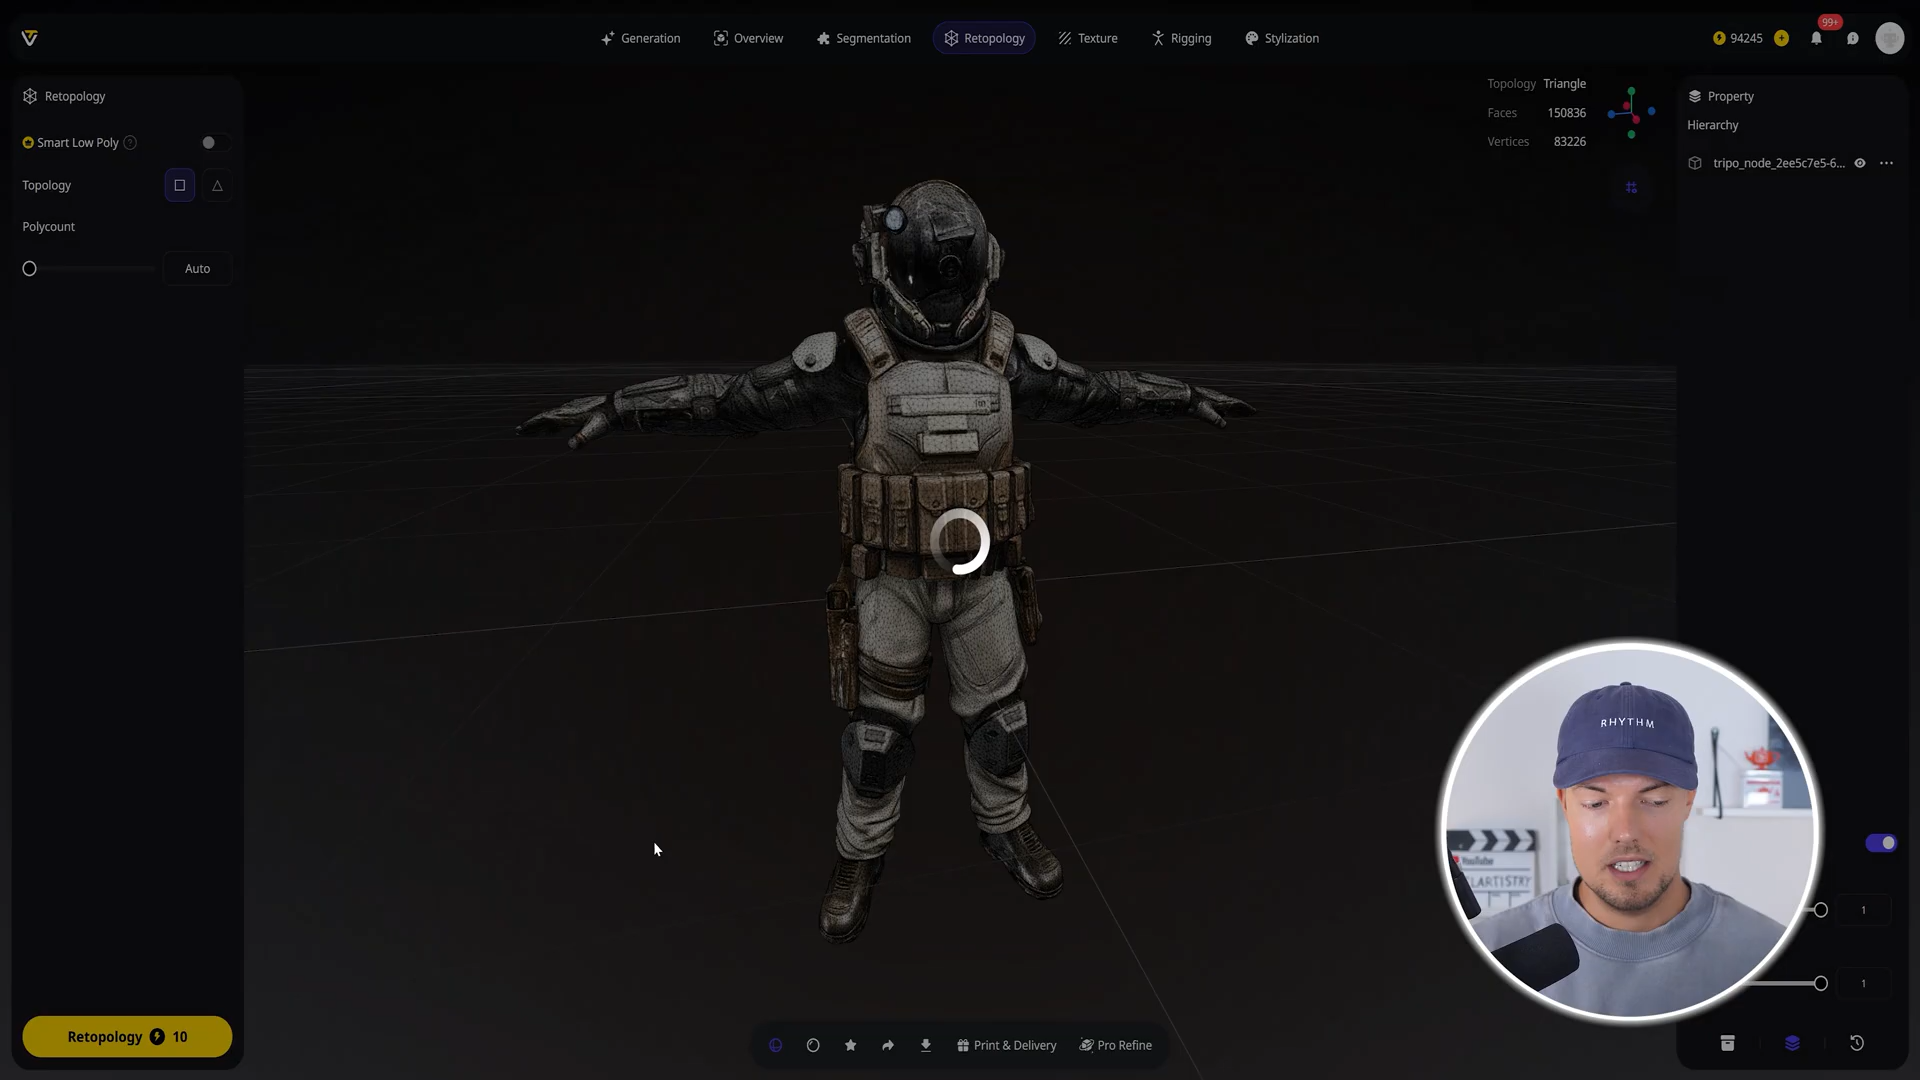 Generation
Overview
Segmentation
Retopology
Texture
Rigging
Stylization
94245
99+
Retopology
Smart Low Poly ?
Topology
Polycount
Auto
Topology Triangle
Faces 150836
Vertices 83226
Property
Hierarchy
tripo_node_2ee5c7e5-6...
RHYTHM
YouTube
1
1
Retopology 10
Print & Delivery
Pro Refine